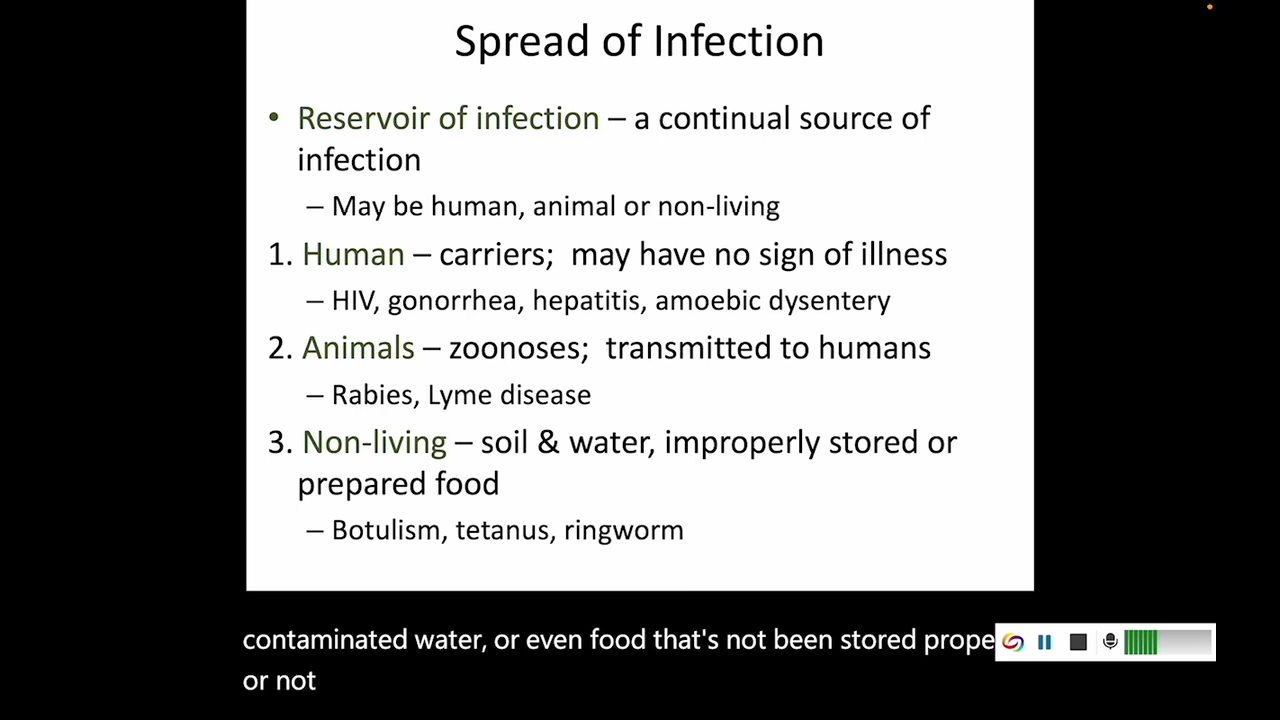 Spread of Infection
• Reservoir of infection – a continual source of
infection
– May be human, animal or non-living
1. Human – carriers;  may have no sign of illness
– HIV, gonorrhea, hepatitis, amoebic dysentery
2. Animals – zoonoses;  transmitted to humans
– Rabies, Lyme disease
3. Non-living – soil & water, improperly stored or
prepared food
– Botulism, tetanus, ringworm
contaminated water, or even food that's not been stored
or not